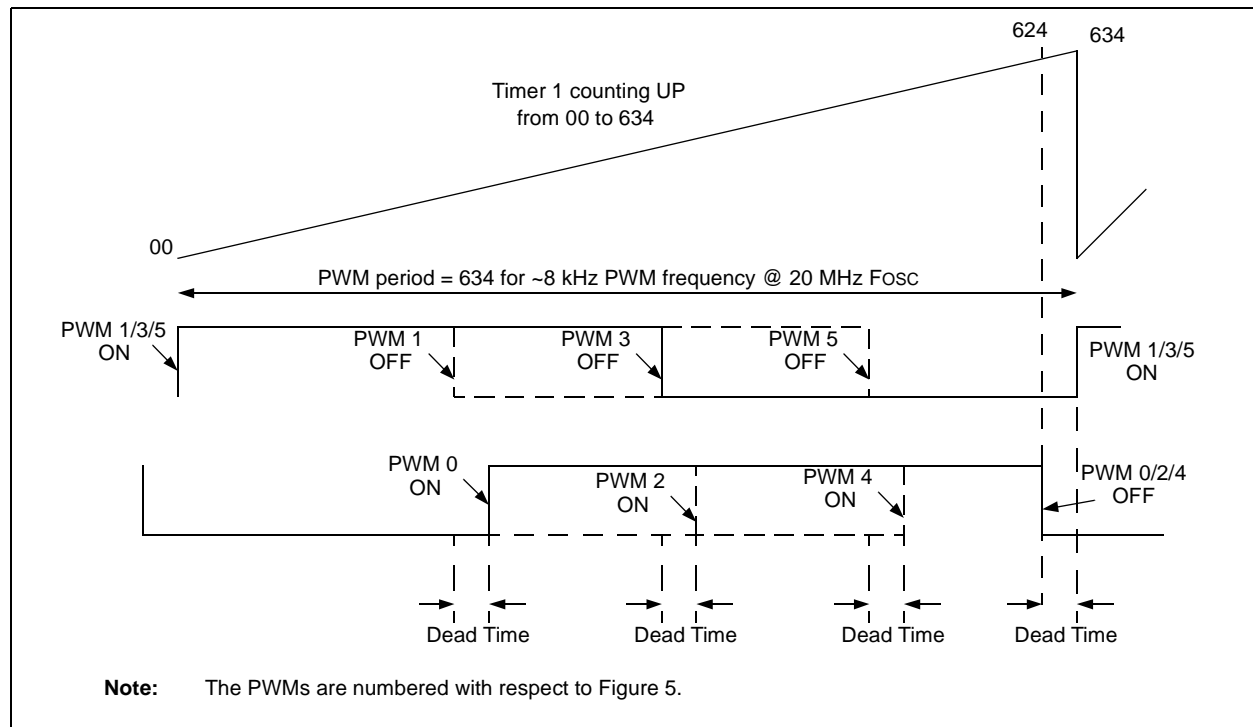 624
634
Timer 1 counting UP
from 00 to 634
00
PWM period = 634 for ~8 kHz PWM frequency @ 20 MHz FOSC
PWM 1/3/5
ON
PWM 1
OFF
PWM 3
OFF
PWM 5
OFF
PWM 1/3/5
ON
PWM 0
ON
PWM 2
ON
PWM 4
ON
PWM 0/2/4
OFF
Dead Time
Dead Time
Dead Time
Dead Time
Note: The PWMs are numbered with respect to Figure 5.